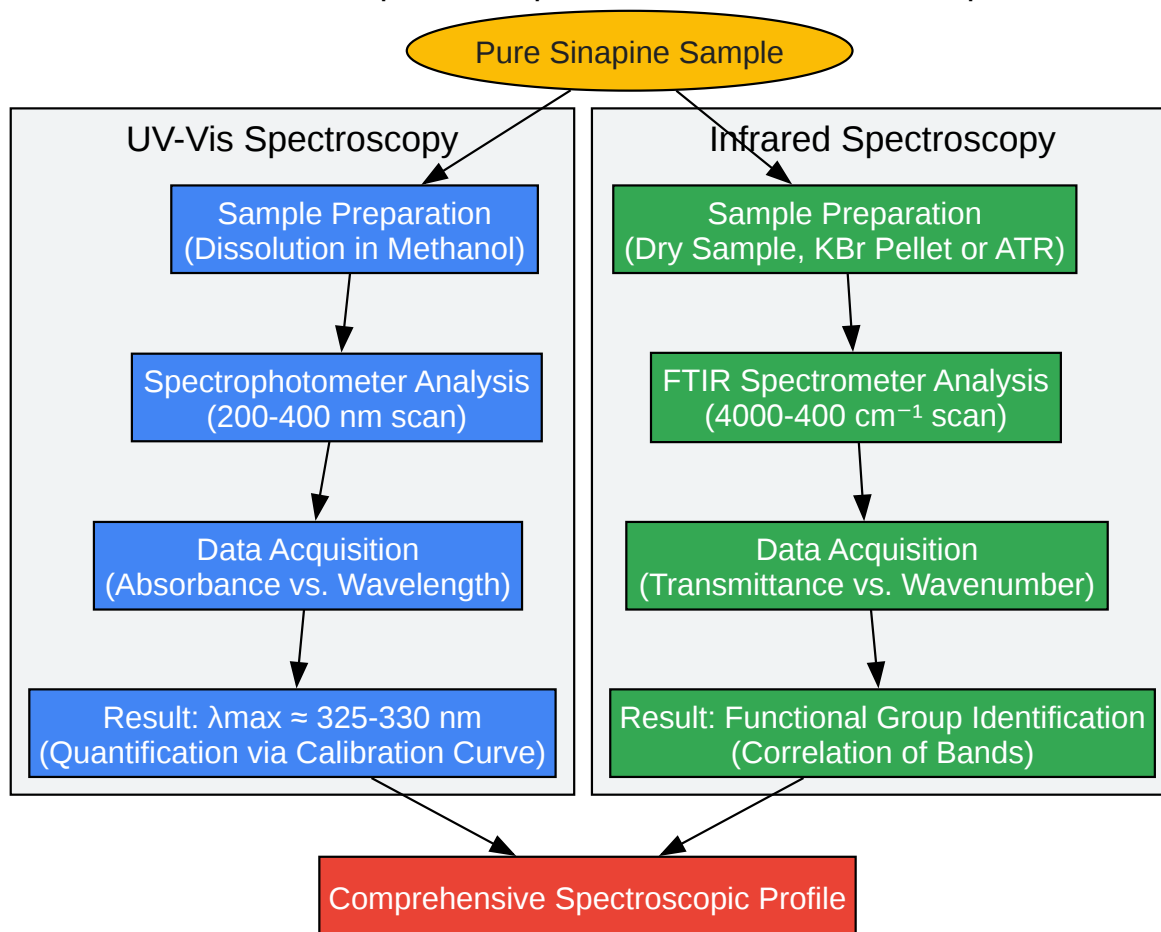 Pure Sinapine Sample
UV-Vis Spectroscopy
Sample Preparation
(Dissolution in Methanol)
Spectrophotometer Analysis
(200-400 nm scan)
Data Acquisition
(Absorbance vs. Wavelength)
Result: λmax ≈ 325-330 nm
(Quantification via Calibration Curve)
Infrared Spectroscopy
Sample Preparation
(Dry Sample, KBr Pellet or ATR)
FTIR Spectrometer Analysis
(4000-400 cm⁻¹ scan)
Data Acquisition
(Transmittance vs. Wavenumber)
Result: Functional Group Identification
(Correlation of Bands)
Comprehensive Spectroscopic Profile